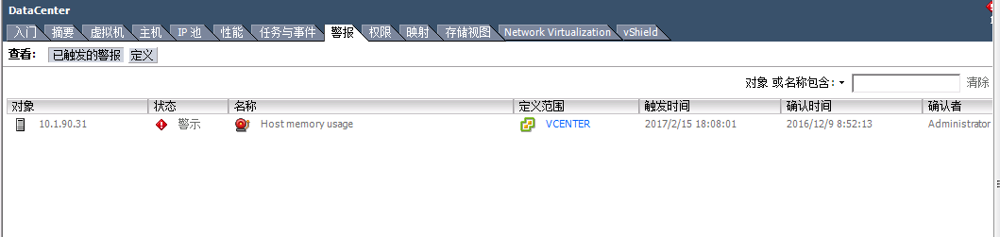 DataCenter
入门 摘要 虚拟机 主机 IP 池 性能 任务与事件 警报 权限 映射 存储视图 Network Virtualization vShield
查看： 已触发的警报 定义
对象 或名称包含： 清除
对象 状态 名称 定义范围 触发时间 确认时间 确认者
10.1.90.31 警示 Host memory usage VCENTER 2017/2/15 18:08:01 2016/12/9 8:52:13 Administrator